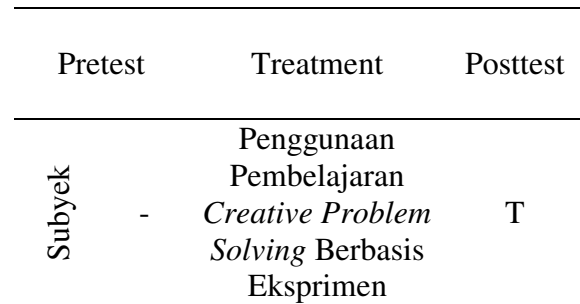 Pretest Treatment Posttest
Penggunaan
Pembelajaran
Subyek - Creative Problem T
Solving Berbasis
Eksprimen